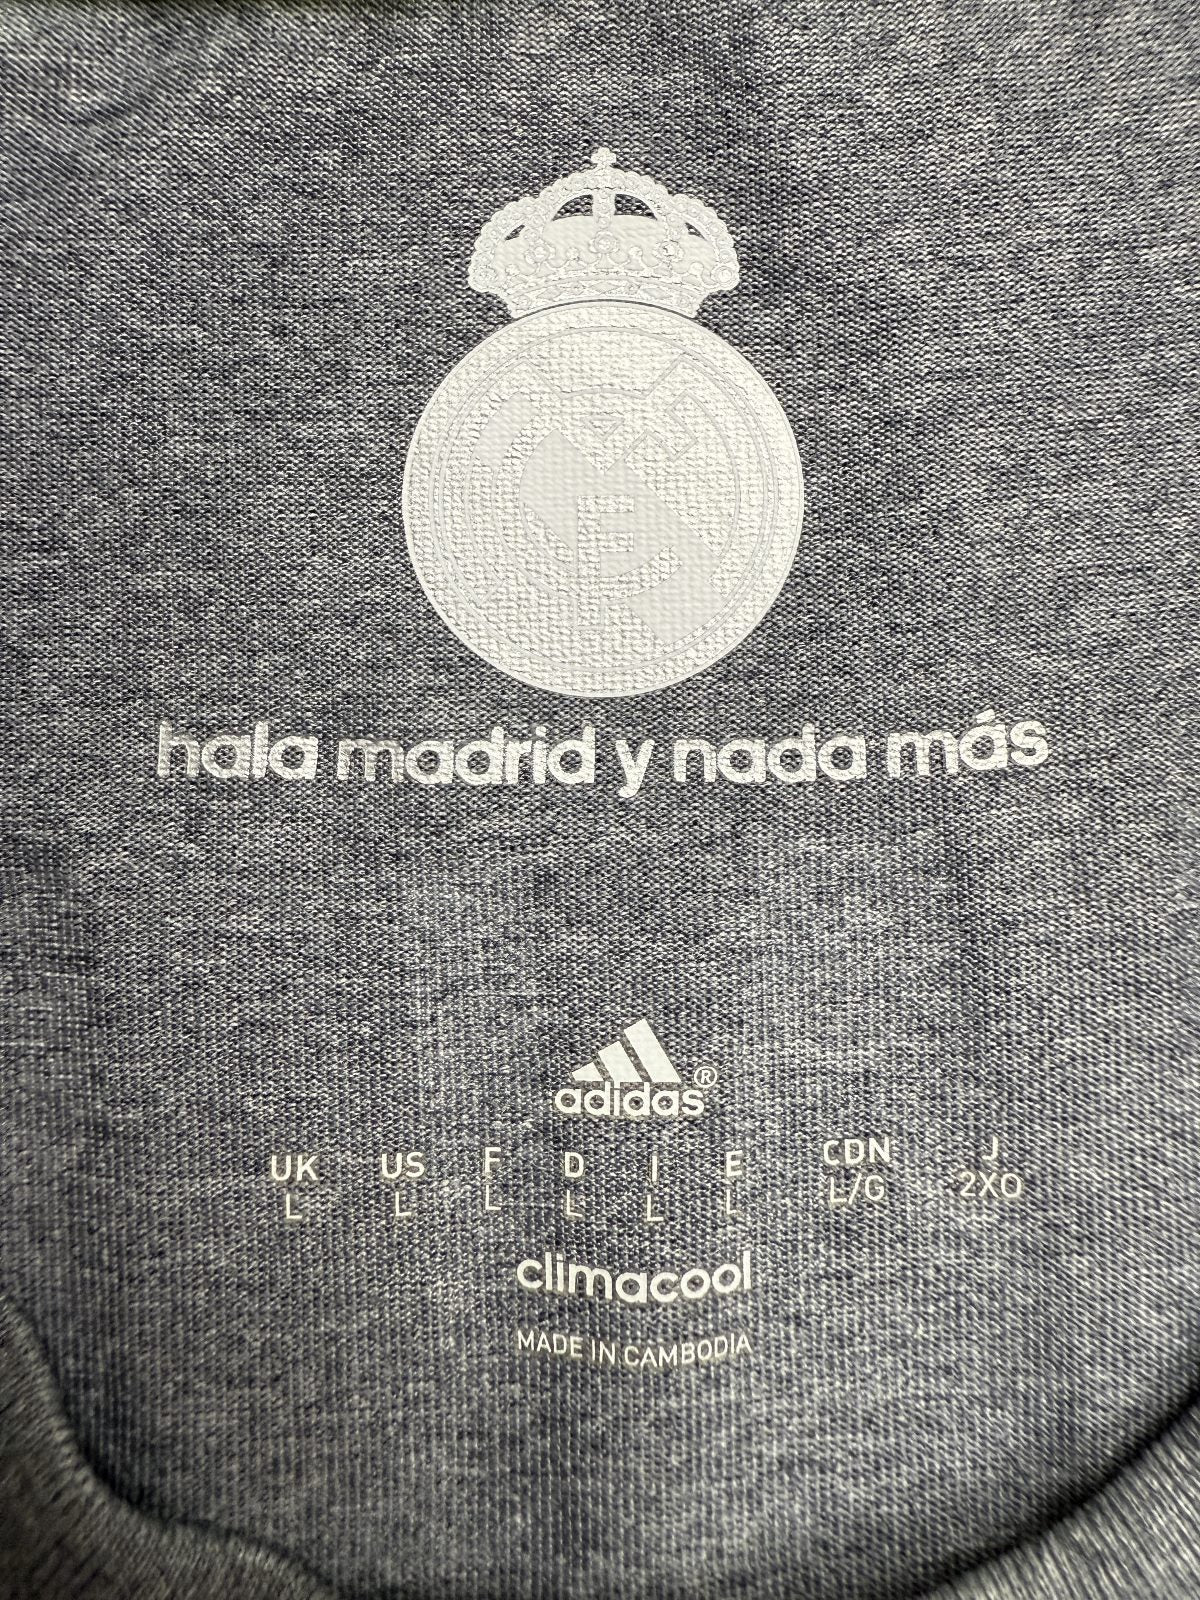 hala madrid y nada más
adidas®
UK US F D I E CDN J
L L L L L L L/G 2XO
climacool
MADE IN CAMBODIA